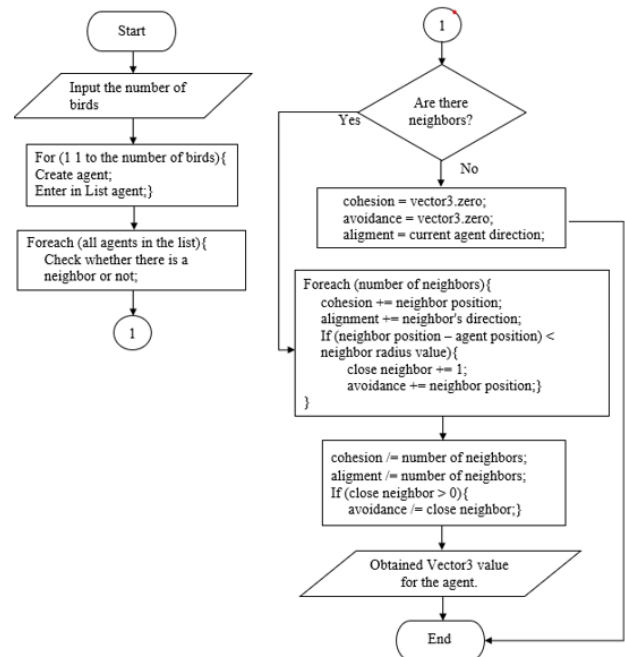 Start
Input the number of
birds
For (1 1 to the number of birds){
Create agent;
Enter in List agent;}
Foreach (all agents in the list){
Check whether there is a
neighbor or not;
1
1
Are there
neighbors?
Yes
No
cohesion = vector3.zero;
avoidance = vector3.zero;
aligment = current agent direction;
Foreach (number of neighbors){
cohesion += neighbor position;
alignment += neighbor's direction;
If (neighbor position – agent position) <
neighbor radius value){
close neighbor += 1;
avoidance += neighbor position;}
}
cohesion /= number of neighbors;
aligment /= number of neighbors;
If (close neighbor > 0){
avoidance /= close neighbor;}
Obtained Vector3 value
for the agent.
End